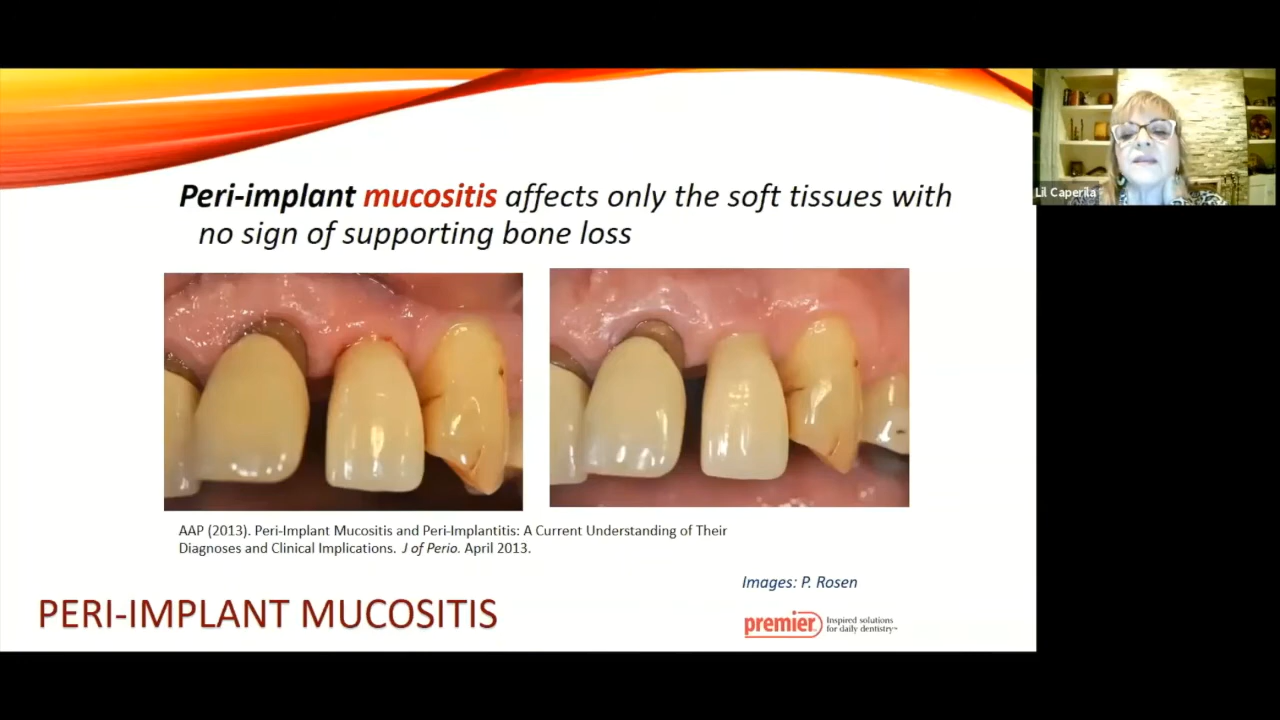 Peri-implant mucositis affects only the soft tissues with
no sign of supporting bone loss
Lil Caperila
AAP (2013). Peri-Implant Mucositis and Peri-Implantitis: A Current Understanding of Their
Diagnoses and Clinical Implications. J of Perio. April 2013.
Images: P. Rosen
PERI-IMPLANT MUCOSITIS
premier
Inspired solutions
for daily dentistry™